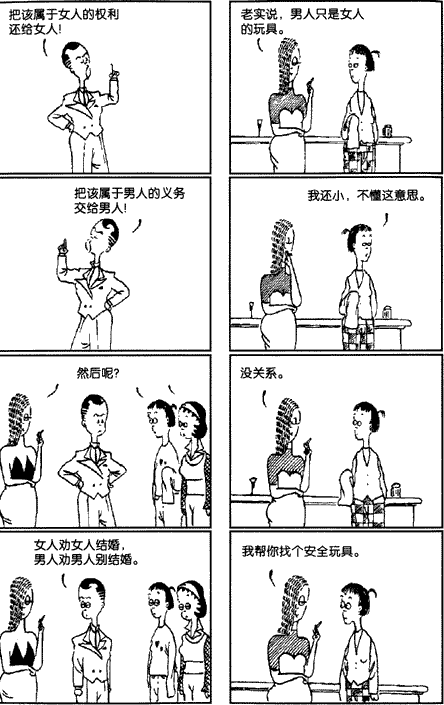 把该属于女人的权利
还给女人!
把该属于男人的义务
交给男人!
然后呢?
女人劝女人结婚,
男人劝男人别结婚。
老实说，男人只是女人
的玩具。
我还小，不懂这意思。
没关系。
我帮你找个安全玩具。